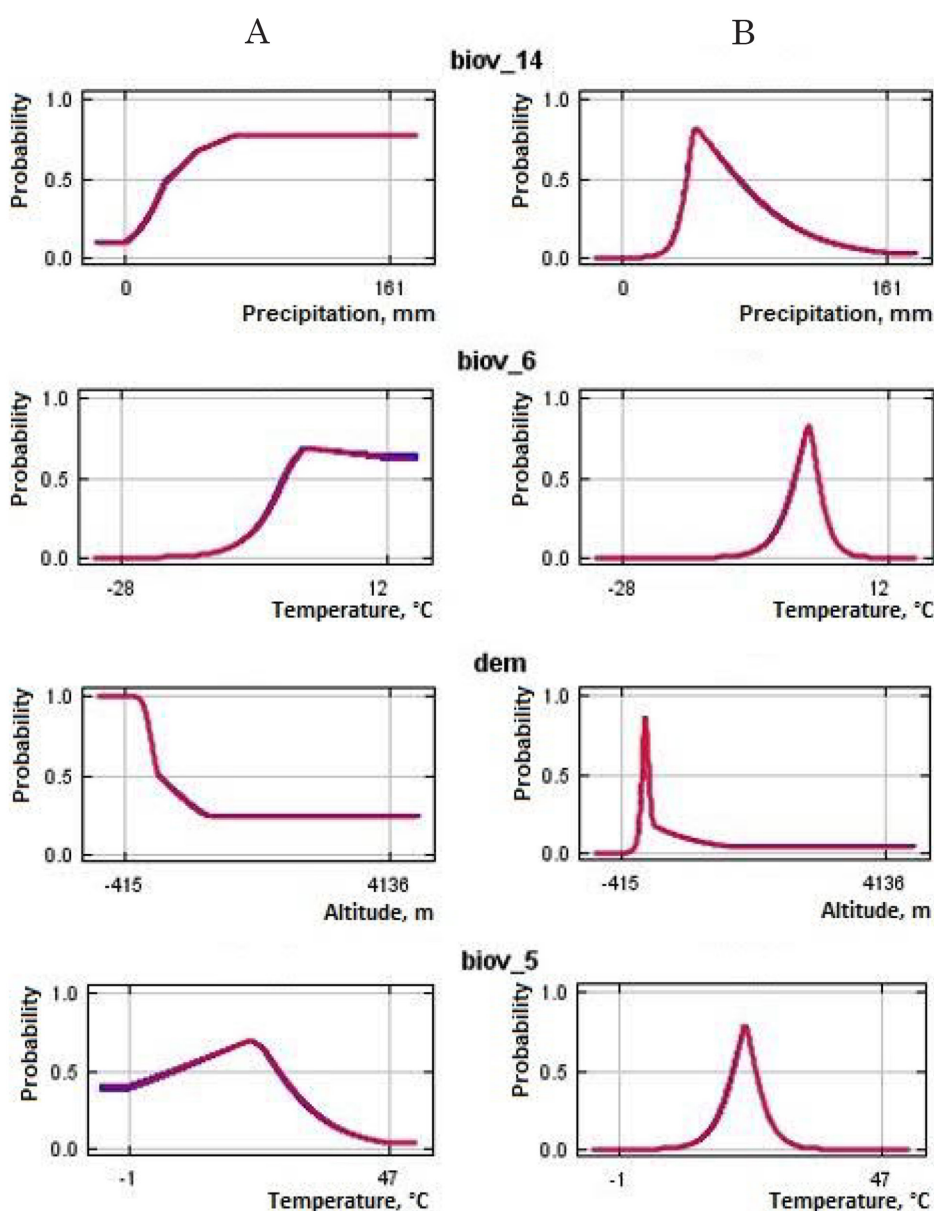 A B
biov_14
Probability 1.0 0.5 0.0 0 161 Precipitation, mm
Probability 1.0 0.5 0.0 0 161 Precipitation, mm
biov_6
Probability 1.0 0.5 0.0 -28 12 Temperature, °C
Probability 1.0 0.5 0.0 -28 12 Temperature, °C
dem
Probability 1.0 0.5 0.0 -415 4136 Altitude, m
Probability 1.0 0.5 0.0 -415 4136 Altitude, m
biov_5
Probability 1.0 0.5 0.0 -1 47 Temperature, °C
Probability 1.0 0.5 0.0 -1 47 Temperature, °C